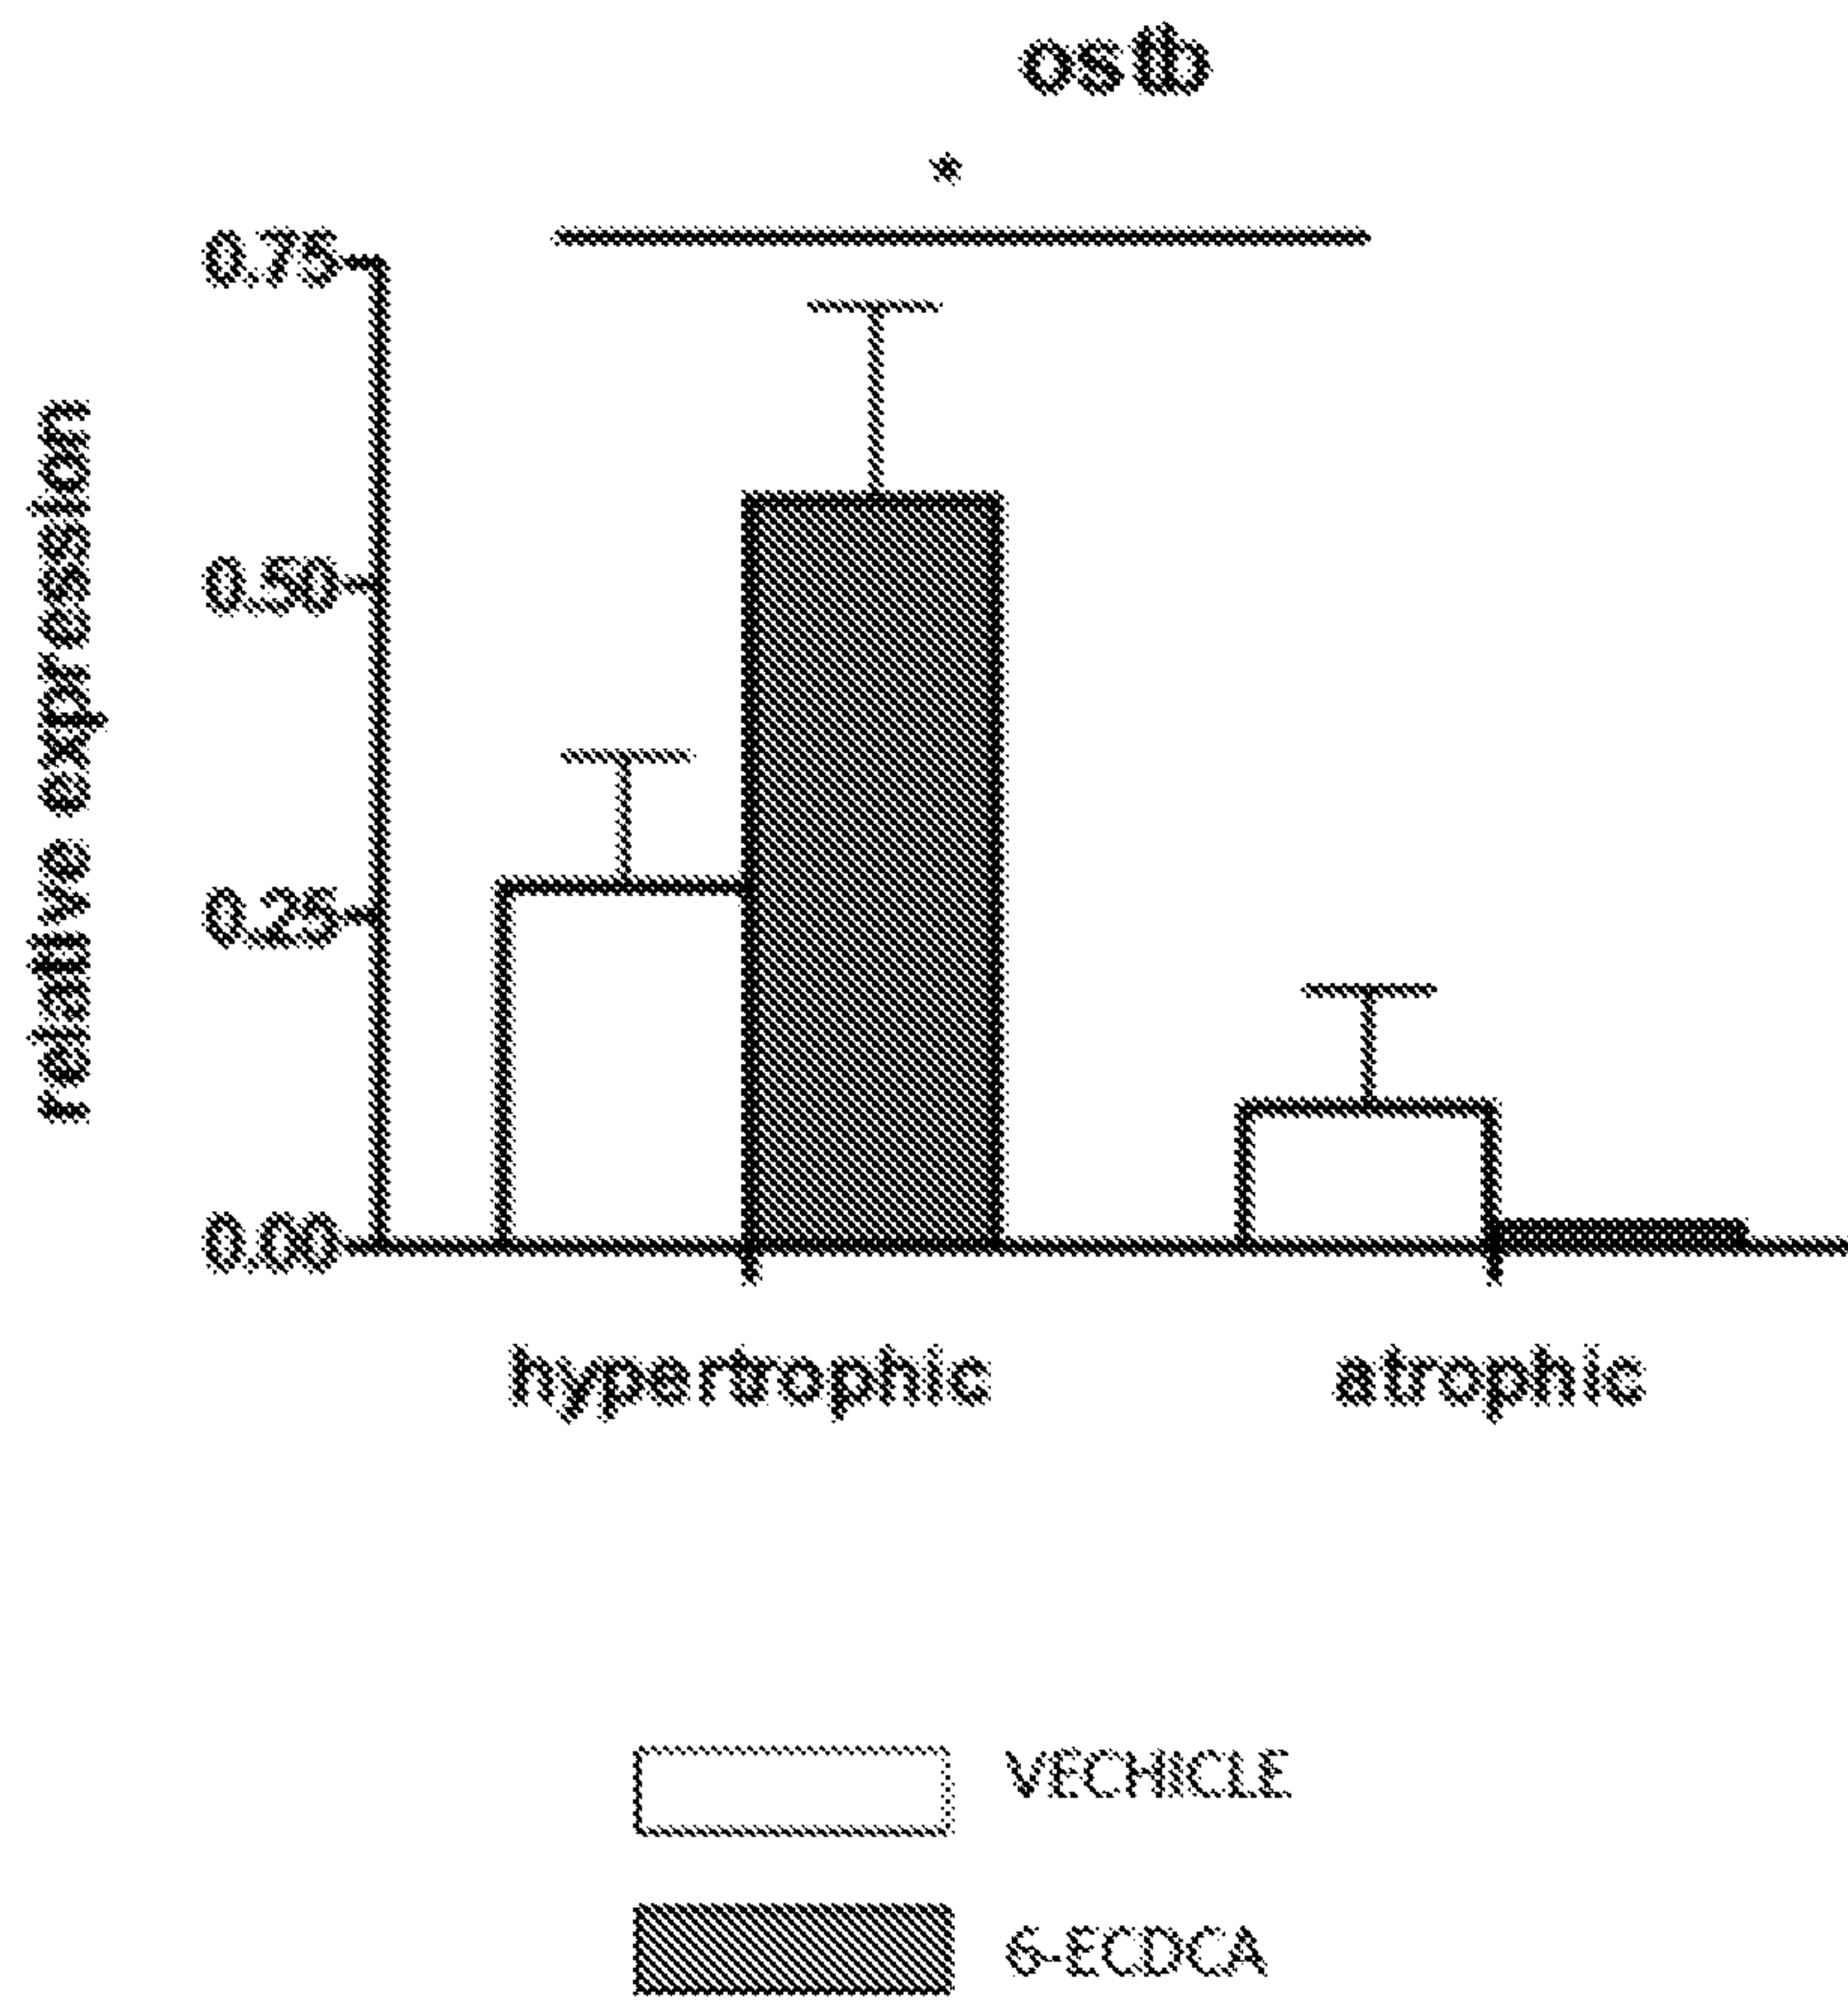 ostb
*
0.75
0.50
0.25
0.00
relative expression
hypertrophic
atrophic
VECHICLE
6-ECDCA